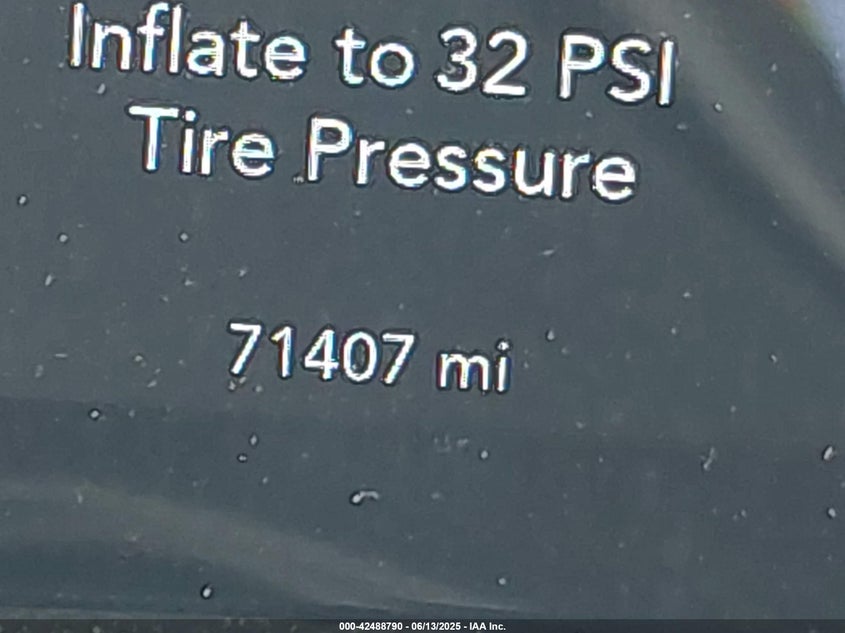 Inflate to 32 PSI
Tire Pressure
71407 mi
000-42488790 - 06/13/2025 - IAA Inc.